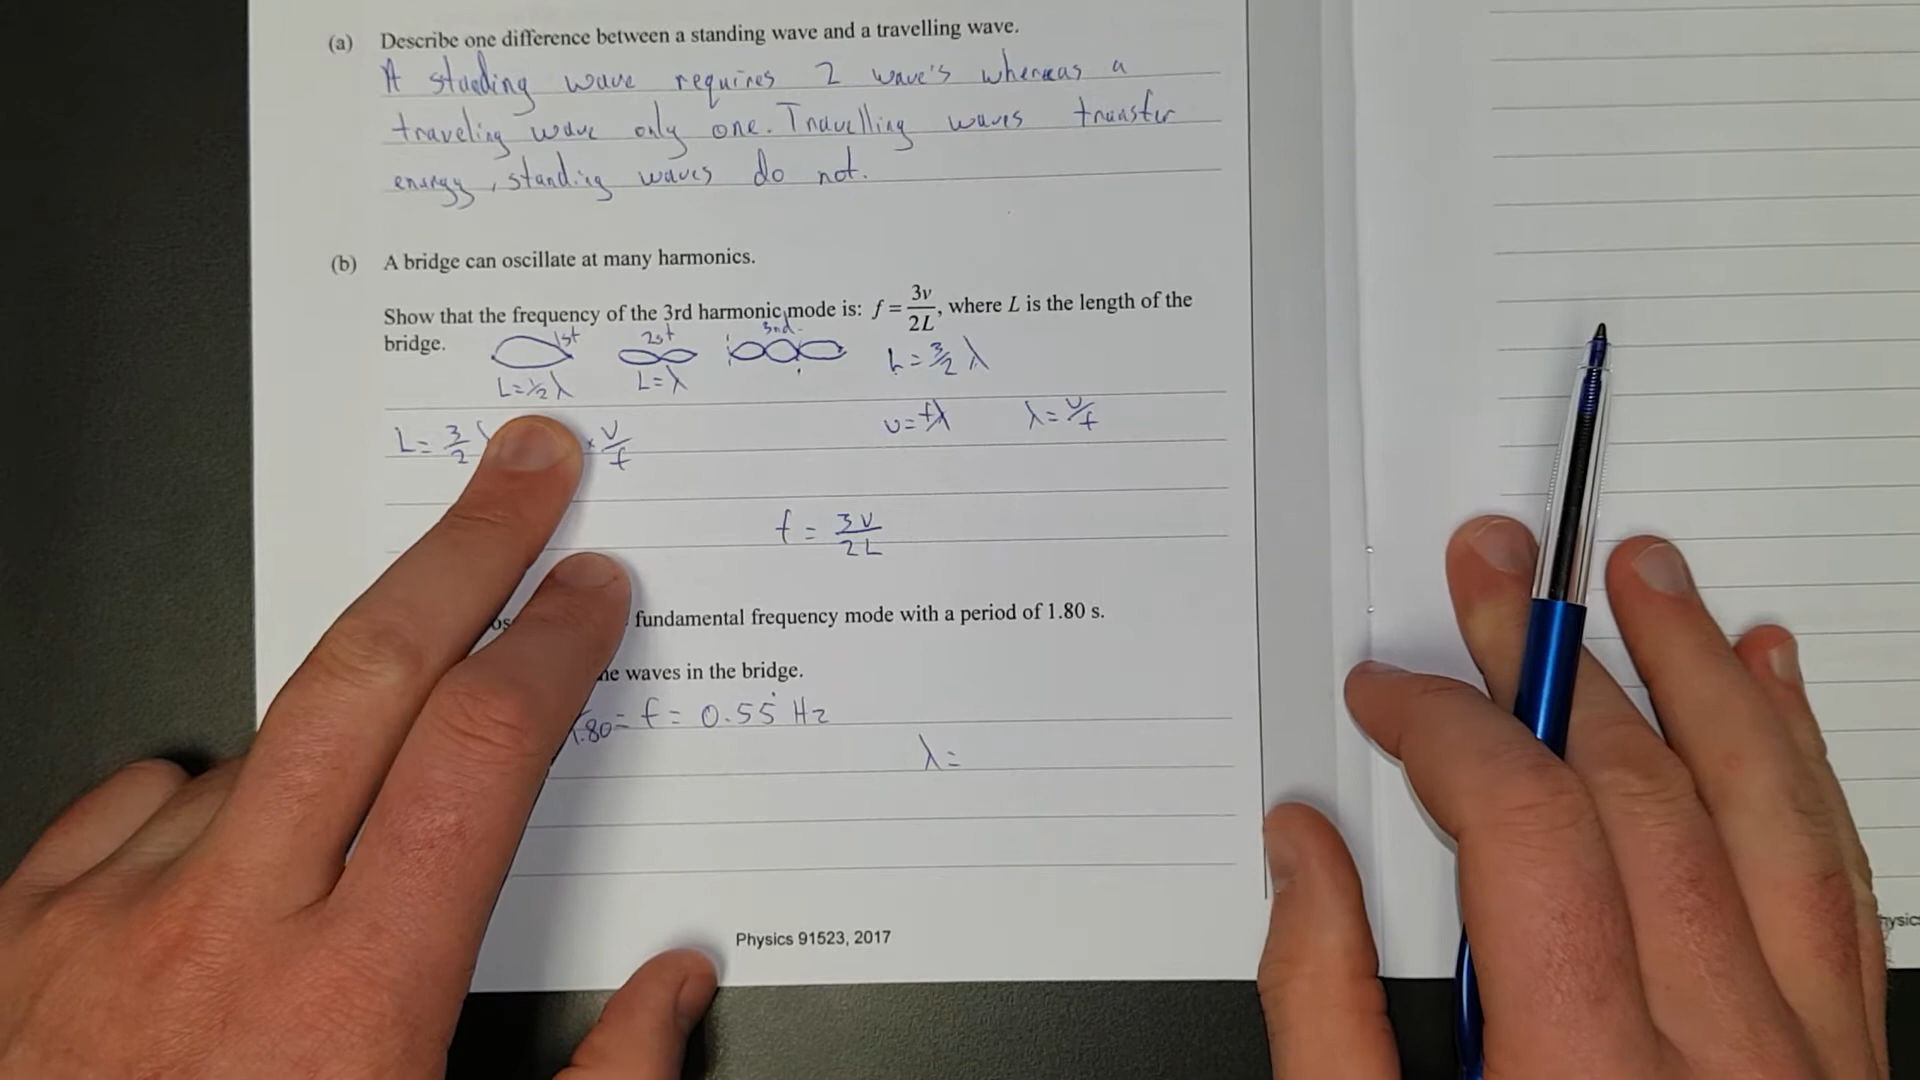 (a) Describe one difference between a standing wave and a travelling wave.
A standing wave requires 2 wave's whereas a
traveling wave only one. Travelling waves transfer
energy, standing waves do not.
(b) A bridge can oscillate at many harmonics.
Show that the frequency of the 3rd harmonic mode is: f = 3v/2L, where L is the length of the
bridge.
1st 2st 3nd
L=½λ L=λ L=3/2 λ
v=fλ λ=v/f
L=3/2 × v/f
f = 3v/2L
fundamental frequency mode with a period of 1.80 s.
waves in the bridge.
1.80= f = 0.55 Hz
λ=
Physics 91523, 2017